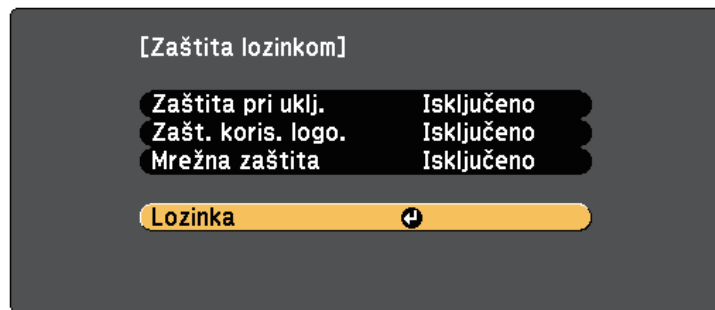 [Zaštita lozinkom]
Zaštita pri uklj. Isključeno
Zašt. koris. logo. Isključeno
Mrežna zaštita Isključeno
Lozinka